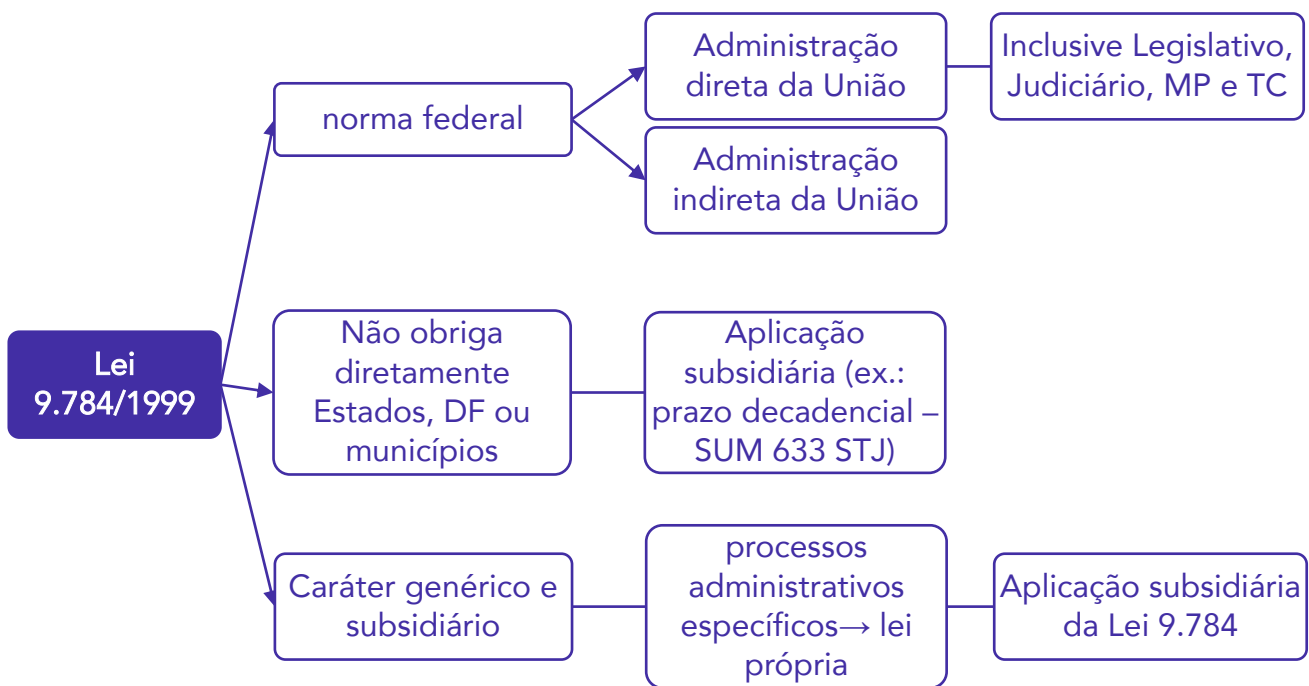 Lei
9.784/1999
norma federal
Administração
direta da União
Inclusive Legislativo,
Judiciário, MP e TC
Administração
indireta da União
Não obriga
diretamente
Estados, DF ou
municípios
Aplicação
subsidiária (ex.:
prazo decadencial –
SUM 633 STJ)
Caráter genérico e
subsidiário
processos
administrativos
específicos→ lei
própria
Aplicação subsidiária
da Lei 9.784